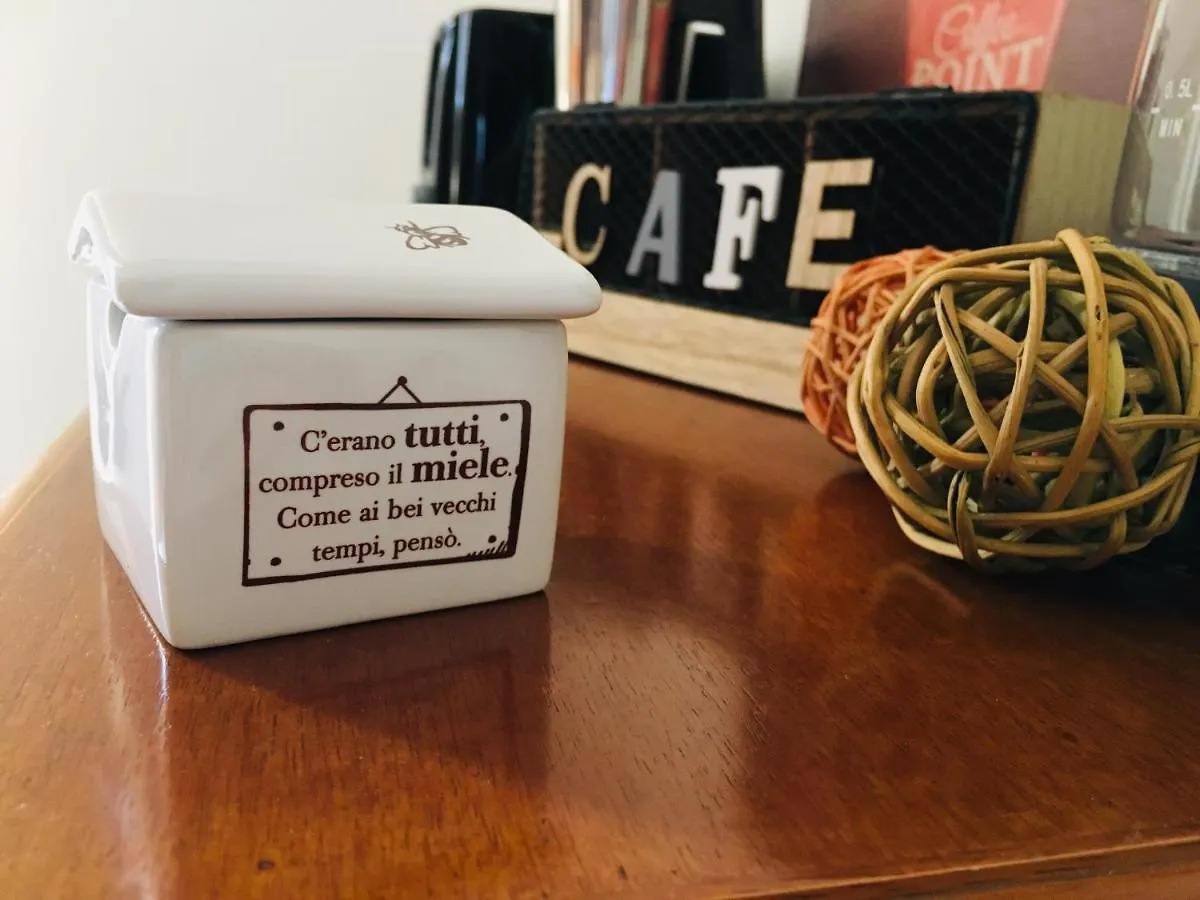 Coffee
POINT
0.5L
MIN
CAFE
C'erano tutti,
compreso il miele.
Come ai bei vecchi
tempi, pensò.